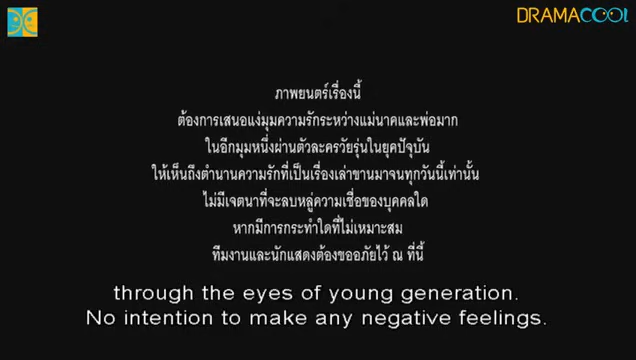 DRAMACOOL
ภาพยนตร์เรื่องนี้
ต้องการเสนอแง่มุมความรักระหว่างแม่นาคและพ่อมาก
ในอีกมุมหนึ่งผ่านตัวละครวัยรุ่นในยุคปัจุบัน
ให้เห็นถึงตำนานความรักที่เป็นเรื่องเล่าขานมาจนทุกวันนี้เท่านั้น
ไม่มีเจตนาที่จะลบหลู่ความเชื่อของบุคคลใด
หากมีการกระทำใดที่ไม่เหมาะสม
ทีมงานและนักแสดงต้องขออภัยไว้ ณ ที่นี้
through the eyes of young generation.
No intention to make any negative feelings.